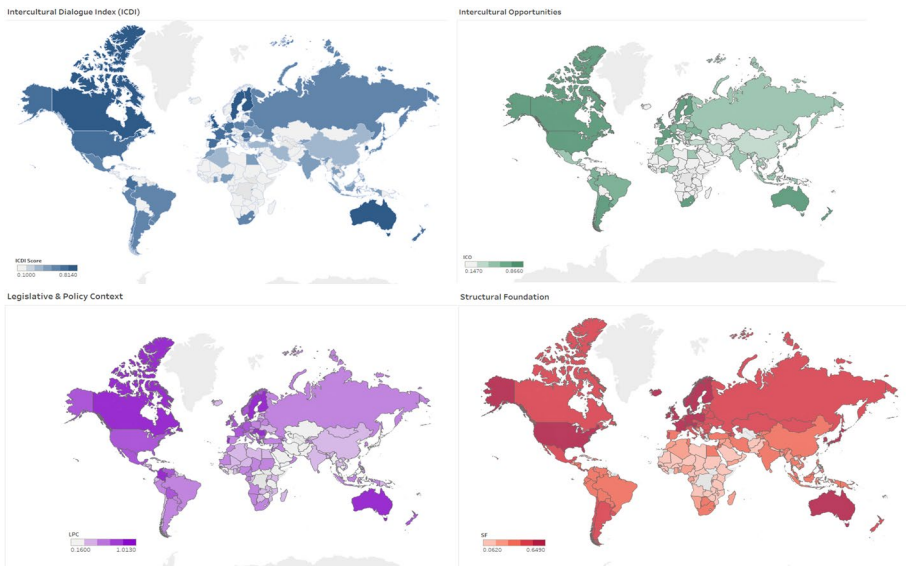 Intercultural Dialogue Index (ICDI)
Intercultural Opportunities
ICDI Score
0.1000 0.8140
ICO
0.1470 0.8660
Legislative & Policy Context
Structural Foundation
LPC
0.1600 1.0130
SF
0.0620 0.6490